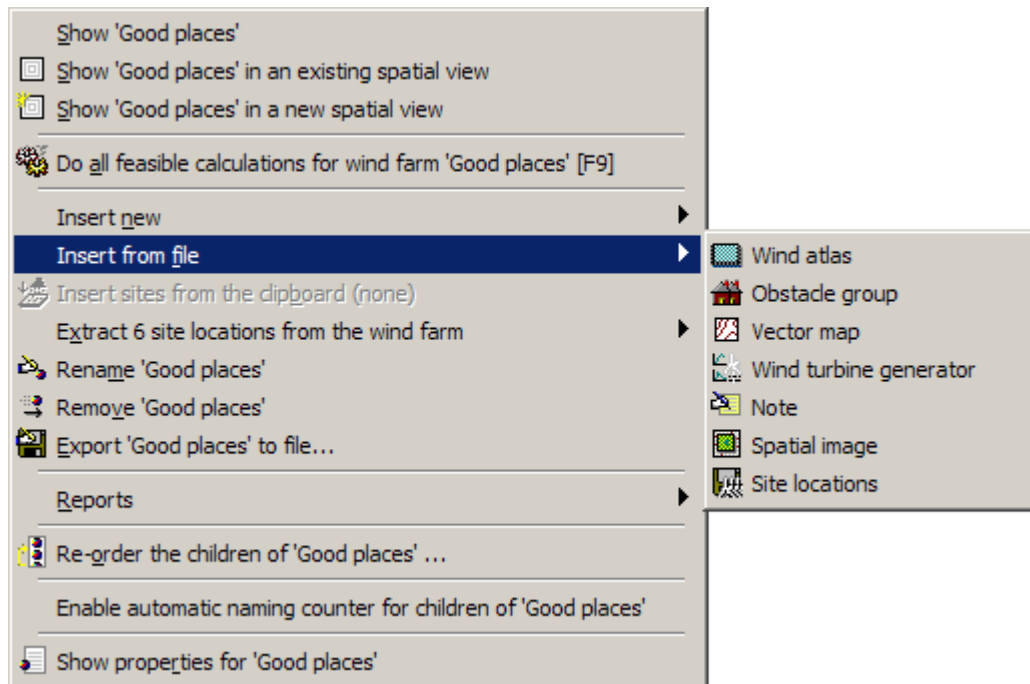 Show 'Good places'
Show 'Good places' in an existing spatial view
Show 'Good places' in a new spatial view
Do all feasible calculations for wind farm 'Good places' [F9]
Insert new
Insert from file
Insert sites from the clipboard (none)
Extract 6 site locations from the wind farm
Rename 'Good places'
Remove 'Good places'
Export 'Good places' to file...
Reports
Re-order the children of 'Good places' ...
Enable automatic naming counter for children of 'Good places'
Show properties for 'Good places'
Wind atlas
Obstacle group
Vector map
Wind turbine generator
Note
Spatial image
Site locations